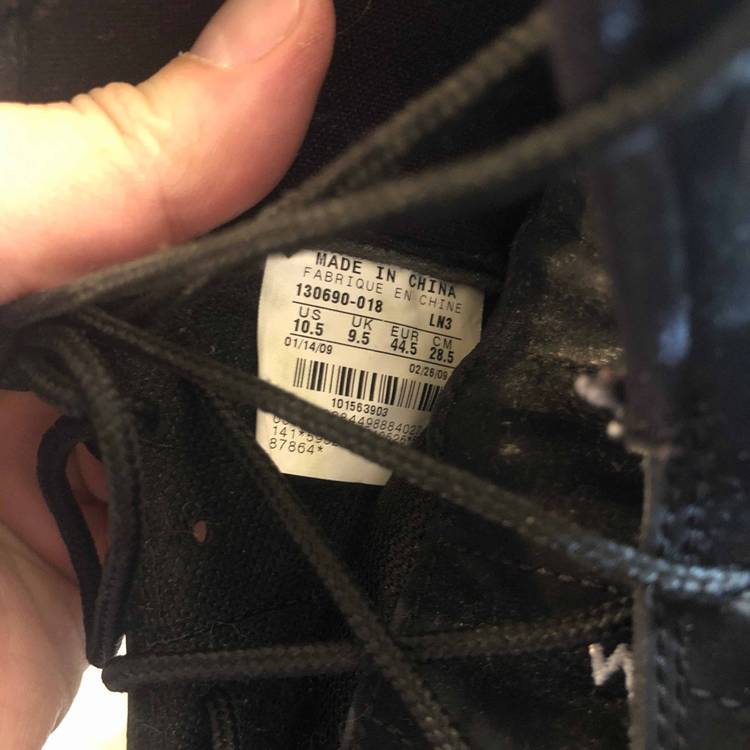 MADE IN CHINA
FABRIQUE EN CHINE
130690-018 LN3
US UK EUR CM
10.5 9.5 44.5 28.5
01/14/09 02/26/09
101563903
87864*